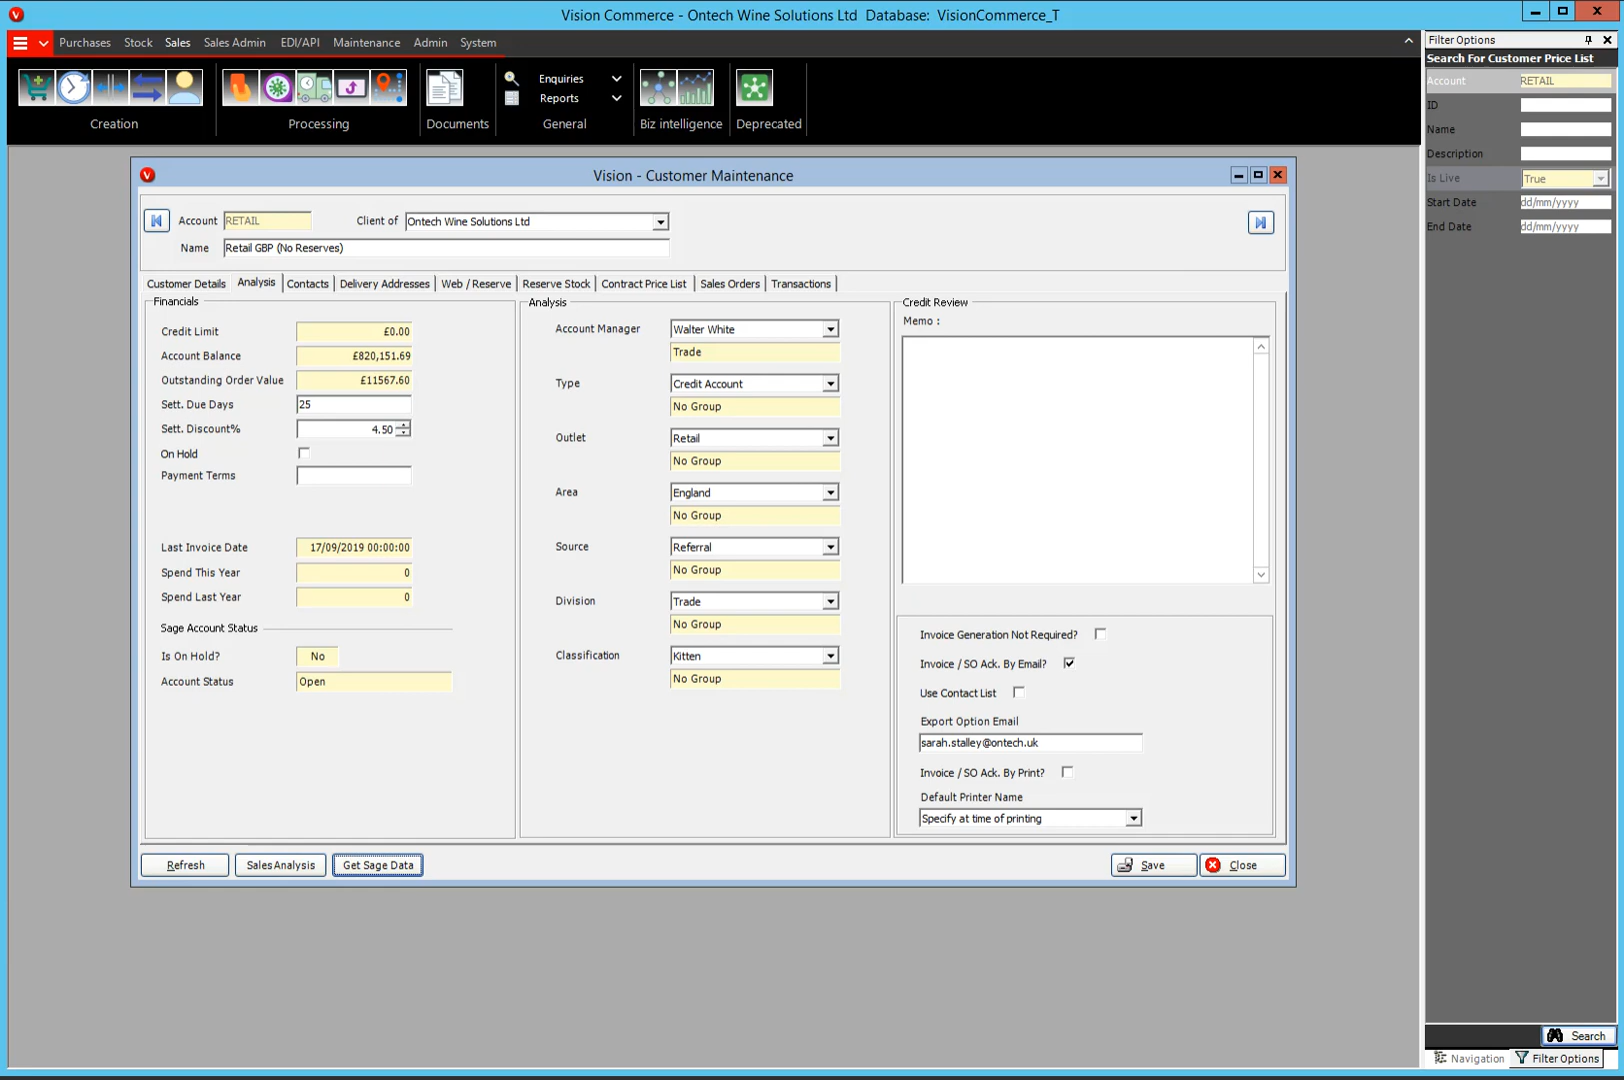 Vision Commerce - Ontech Wine Solutions Ltd Database: VisionCommerce_T
Purchases Stock Sales Sales Admin EDI/API Maintenance Admin System
Enquiries
Reports
Creation Processing Documents General Biz intelligence Deprecated
Filter Options
Search For Customer Price List
Account RETAIL
ID
Name
Description
Is Live True
Start Date dd/mm/yyyy
End Date dd/mm/yyyy
Vision - Customer Maintenance
Account RETAIL Client of Ontech Wine Solutions Ltd
Name Retail GBP (No Reserves)
Customer Details Analysis Contacts Delivery Addresses Web / Reserve Reserve Stock Contract Price List Sales Orders Transactions
Financials
Credit Limit £0.00
Account Balance £820,151.69
Outstanding Order Value £11567.60
Sett. Due Days 25
Sett. Discount% 4.50
On Hold
Payment Terms
Last Invoice Date 17/09/2019 00:00:00
Spend This Year 0
Spend Last Year 0
Sage Account Status
Is On Hold? No
Account Status Open
Analysis
Account Manager Walter White
Trade
Type Credit Account
No Group
Outlet Retail
No Group
Area England
No Group
Source Referral
No Group
Division Trade
No Group
Classification Kitten
No Group
Credit Review
Memo :
Invoice Generation Not Required?
Invoice / SO Ack. By Email?
Use Contact List
Export Option Email
sarah.stalley@ontech.uk
Invoice / SO Ack. By Print?
Default Printer Name
Specify at time of printing
Refresh Sales Analysis Get Sage Data Save Close
Search
Navigation Filter Options